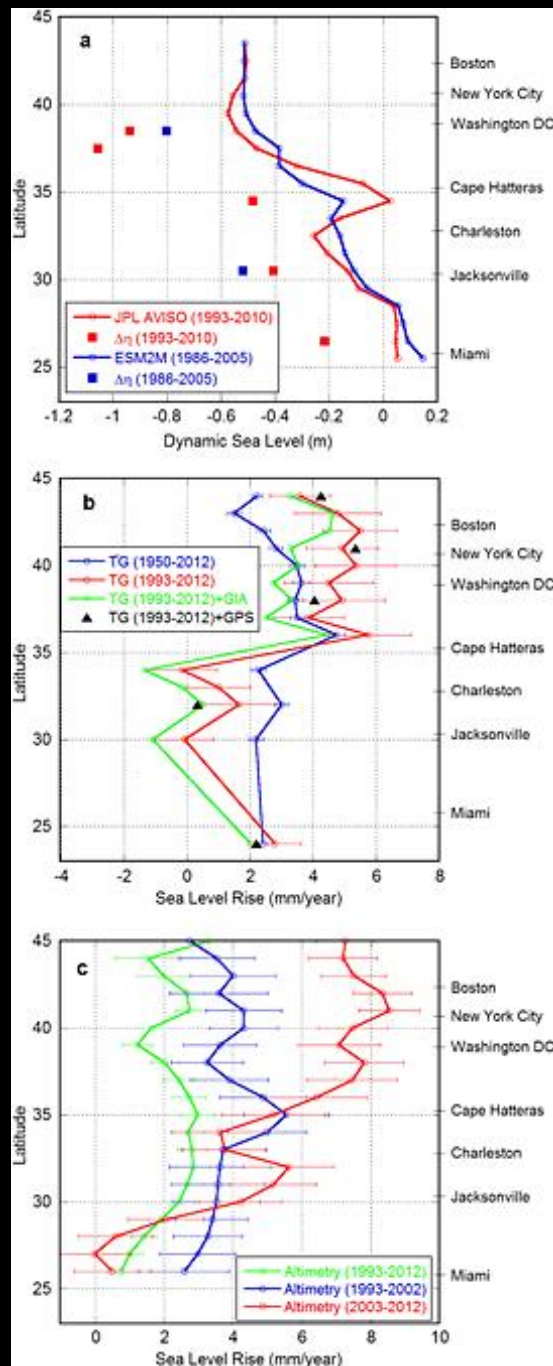 a
45
40
35
30
25
Latitude
Boston
New York City
Washington DC
Cape Hatteras
Charleston
Jacksonville
Miami
JPL AVISO (1993-2010)
Δη (1993-2010)
ESM2M (1986-2005)
Δη (1986-2005)
-1.2 -1 -0.8 -0.6 -0.4 -0.2 0 0.2
Dynamic Sea Level (m)
b
45
40
35
30
25
Latitude
TG (1950-2012)
TG (1993-2012)
TG (1993-2012)+GIA
TG (1993-2012)+GPS
Boston
New York City
Washington DC
Cape Hatteras
Charleston
Jacksonville
Miami
-4 -2 0 2 4 6 8
Sea Level Rise (mm/year)
c
45
40
35
30
25
Latitude
Boston
New York City
Washington DC
Cape Hatteras
Charleston
Jacksonville
Miami
Altimetry (1993-2012)
Altimetry (1993-2002)
Altimetry (2003-2012)
0 2 4 6 8 10
Sea Level Rise (mm/year)